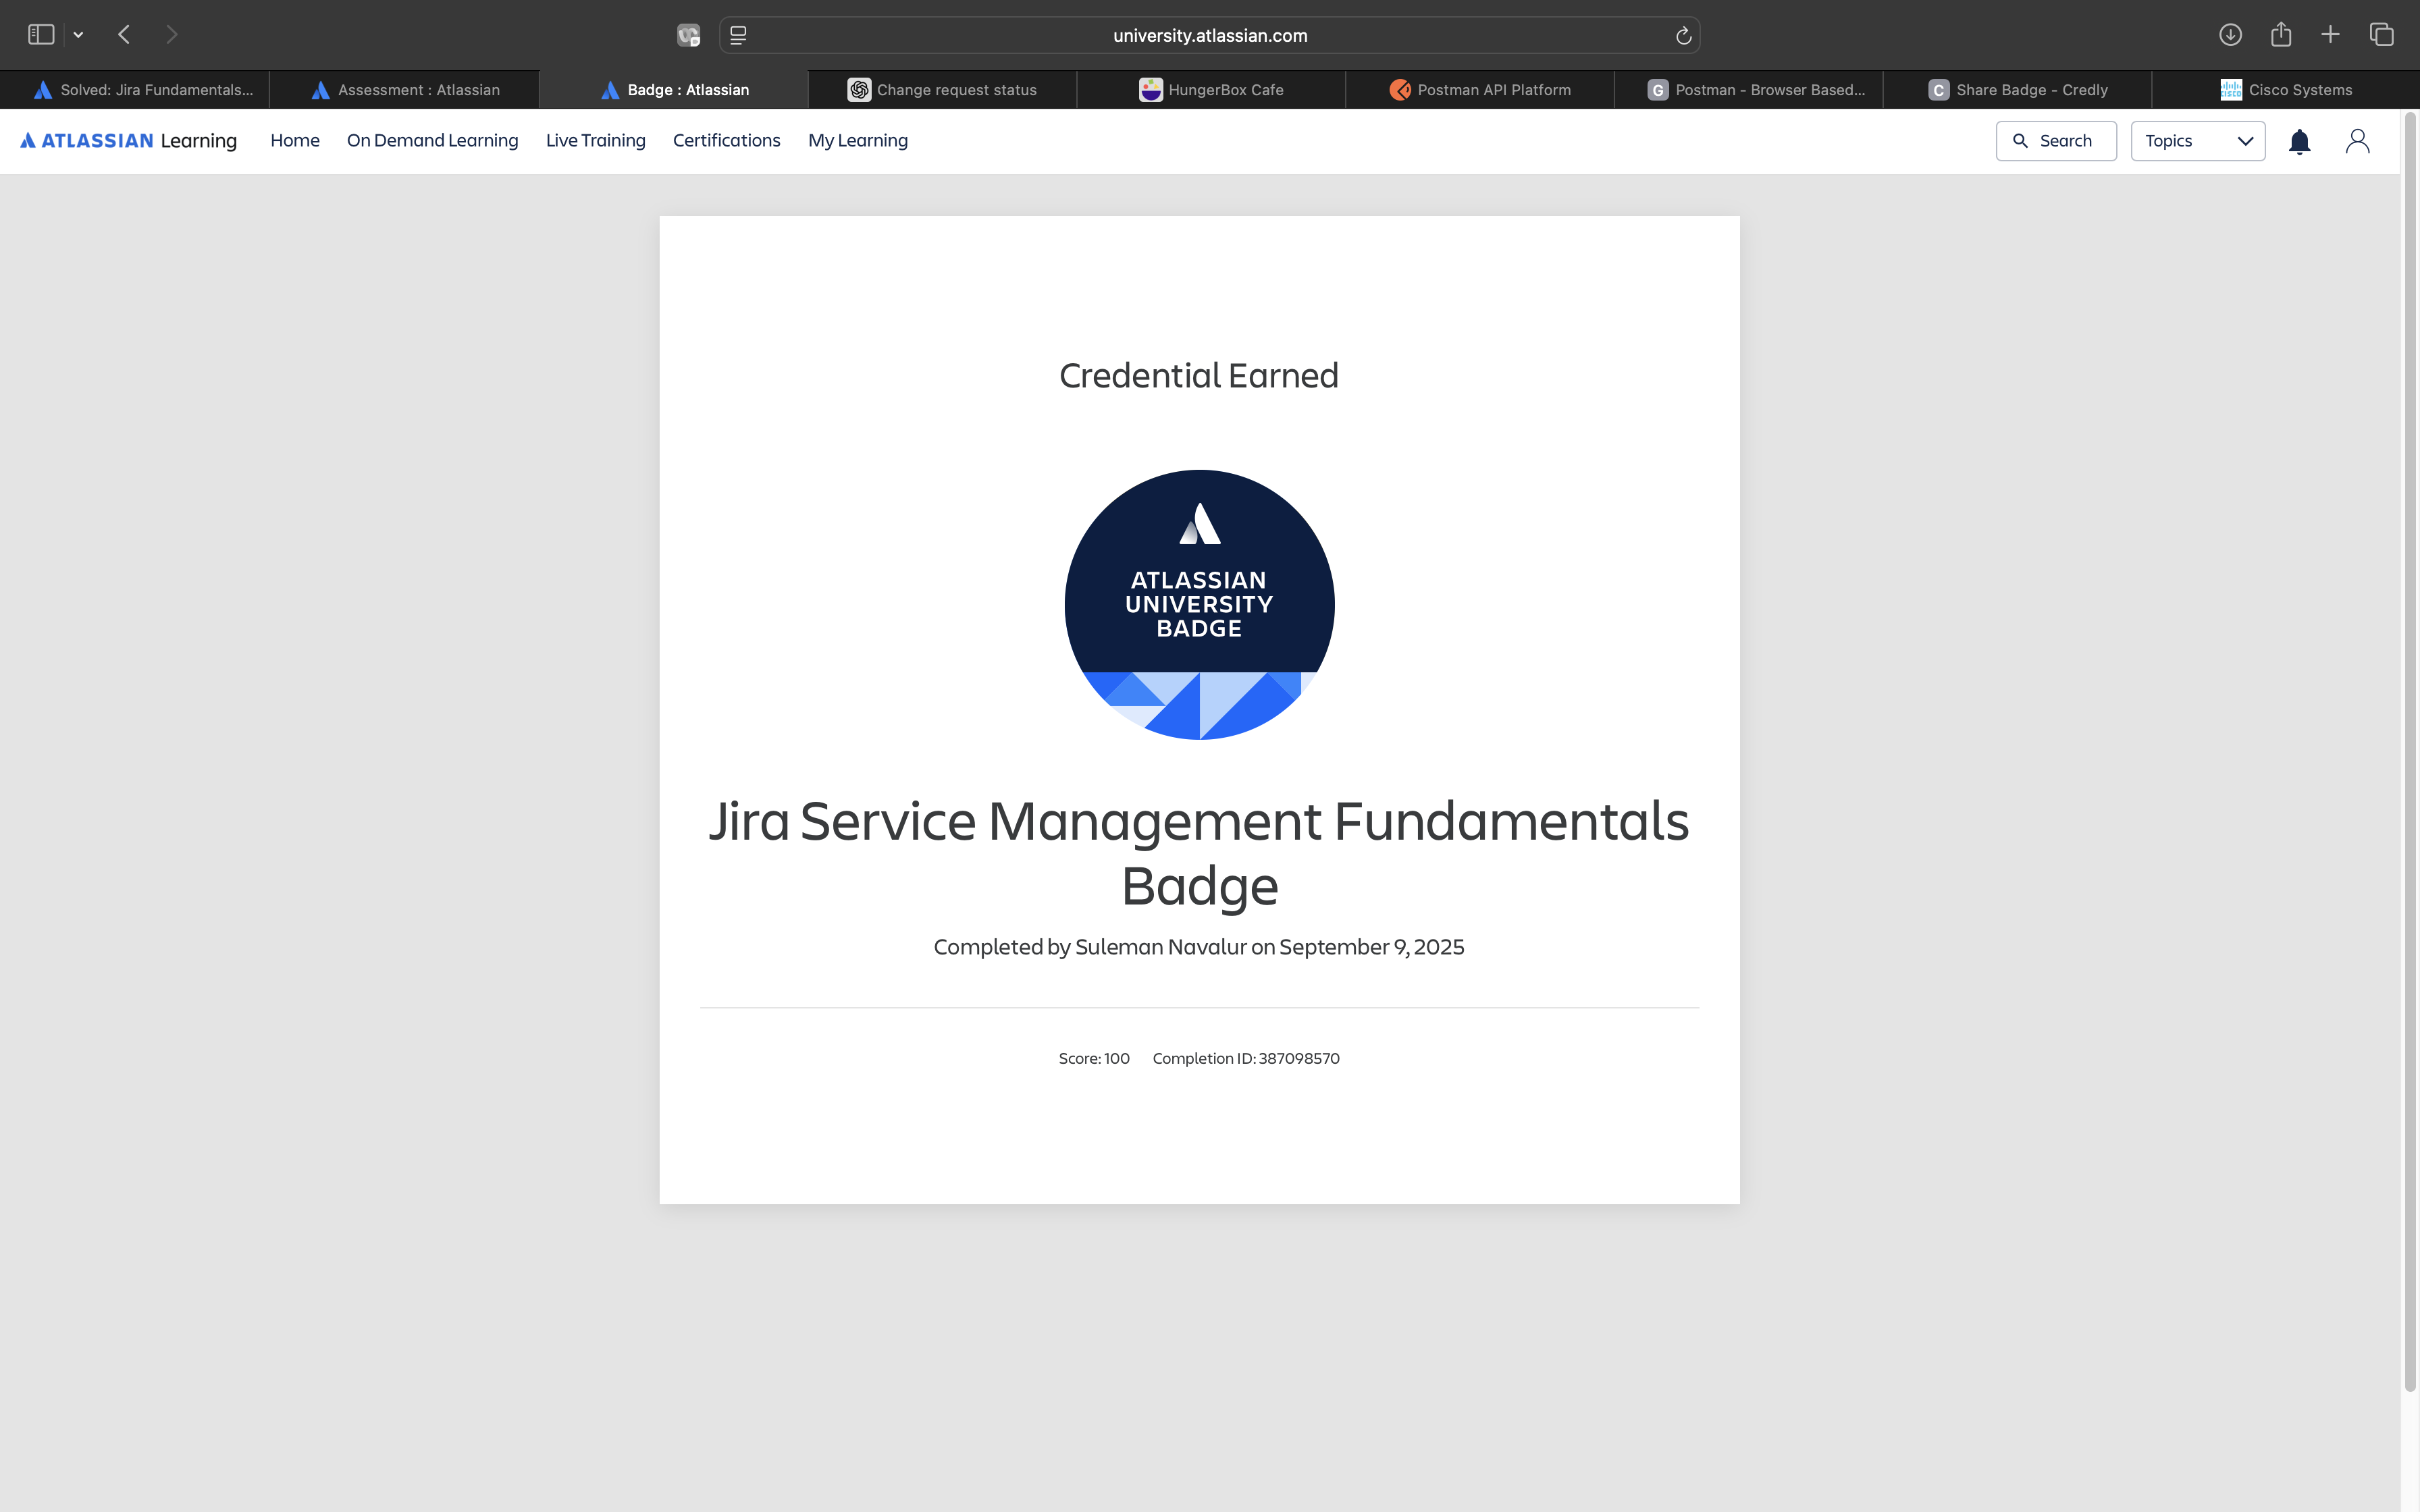 university.atlassian.com
Solved: Jira Fundamentals...
Assessment : Atlassian
Badge : Atlassian
Change request status
HungerBox Cafe
Postman API Platform
G Postman - Browser Based...
C Share Badge - Credly
CISCO Cisco Systems
ATLASSIAN Learning
Home
On Demand Learning
Live Training
Certifications
My Learning
Search
Topics
Credential Earned
ATLASSIAN
UNIVERSITY
BADGE
Jira Service Management Fundamentals
Badge
Completed by Suleman Navalur on September 9, 2025
Score: 100 Completion ID: 387098570